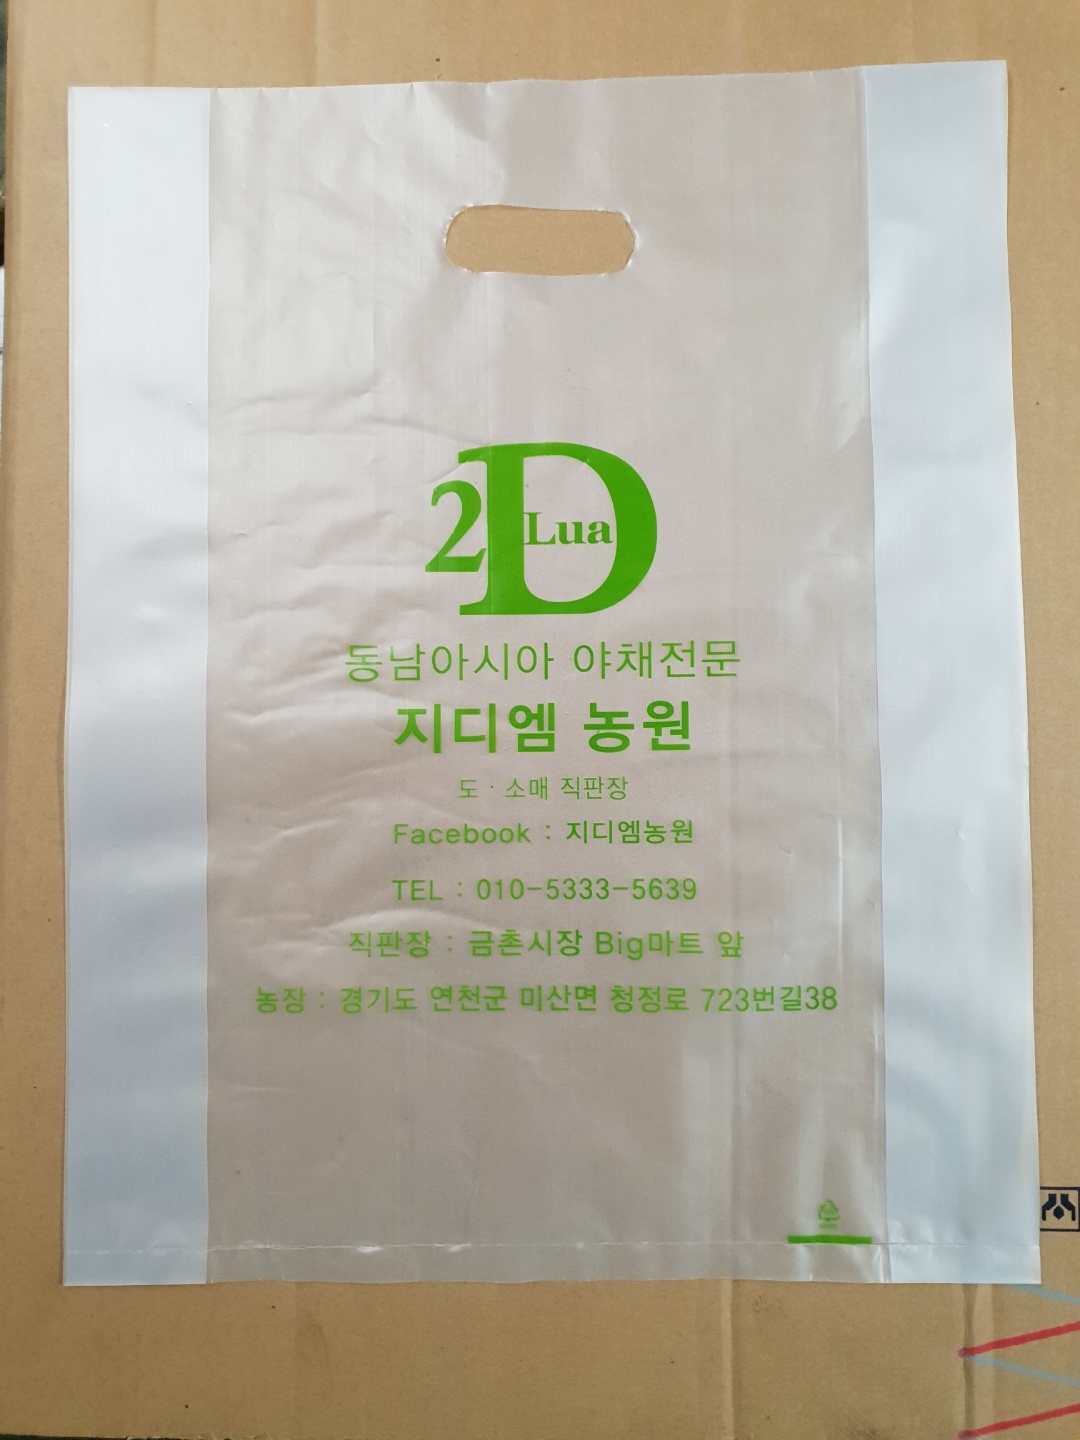 2D
Lua
동남아시아 야채전문
지디엠 농원
도·소매 직판장
Facebook : 지디엠농원
TEL : 010-5333-5639
직판장 : 금촌시장 Big마트 앞
농장 : 경기도 연천군 미산면 청정로 723번길38